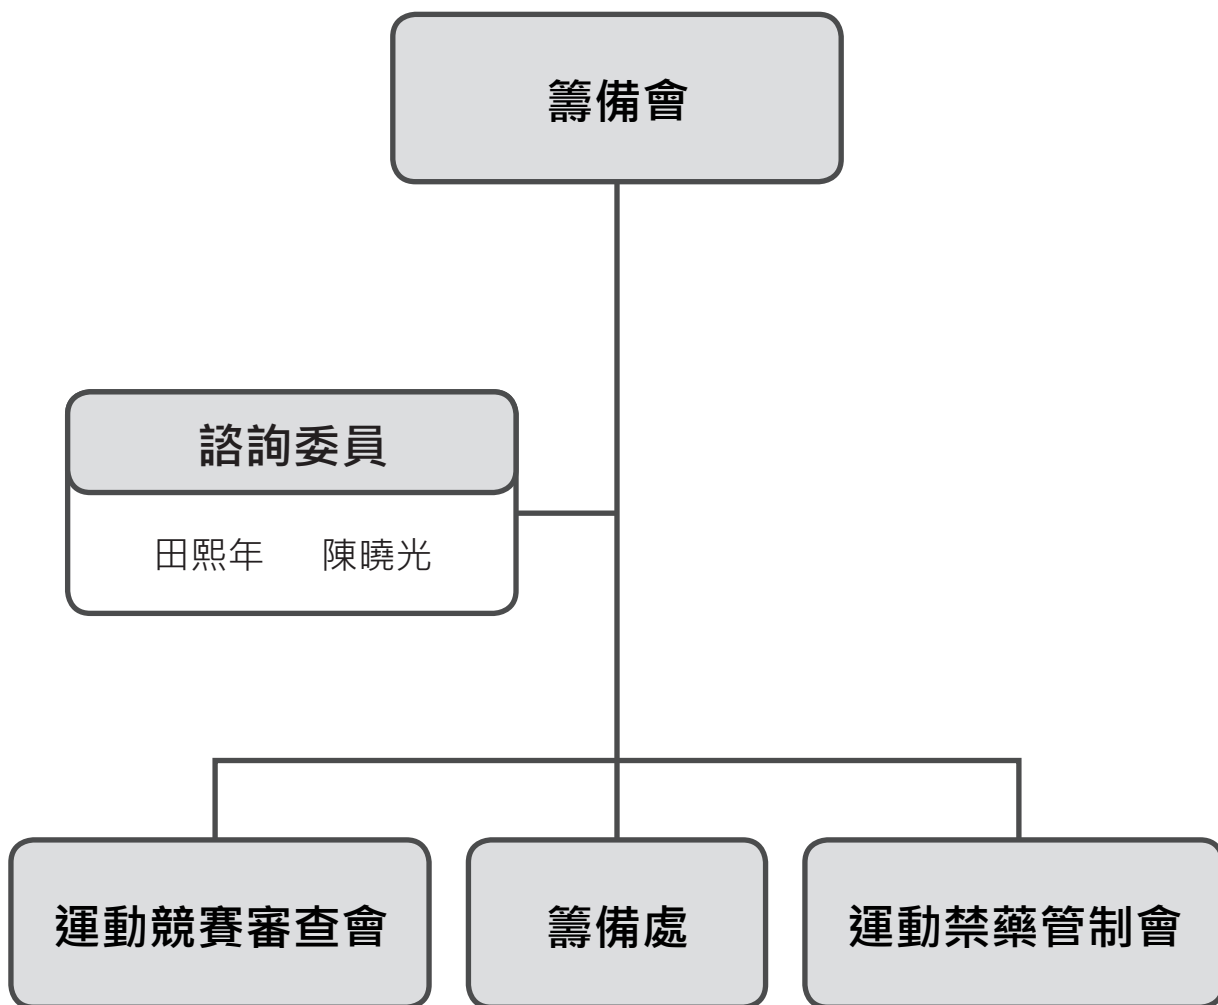 籌備會
諮詢委員
田熙年 陳曉光
運動競賽審查會
籌備處
運動禁藥管制會